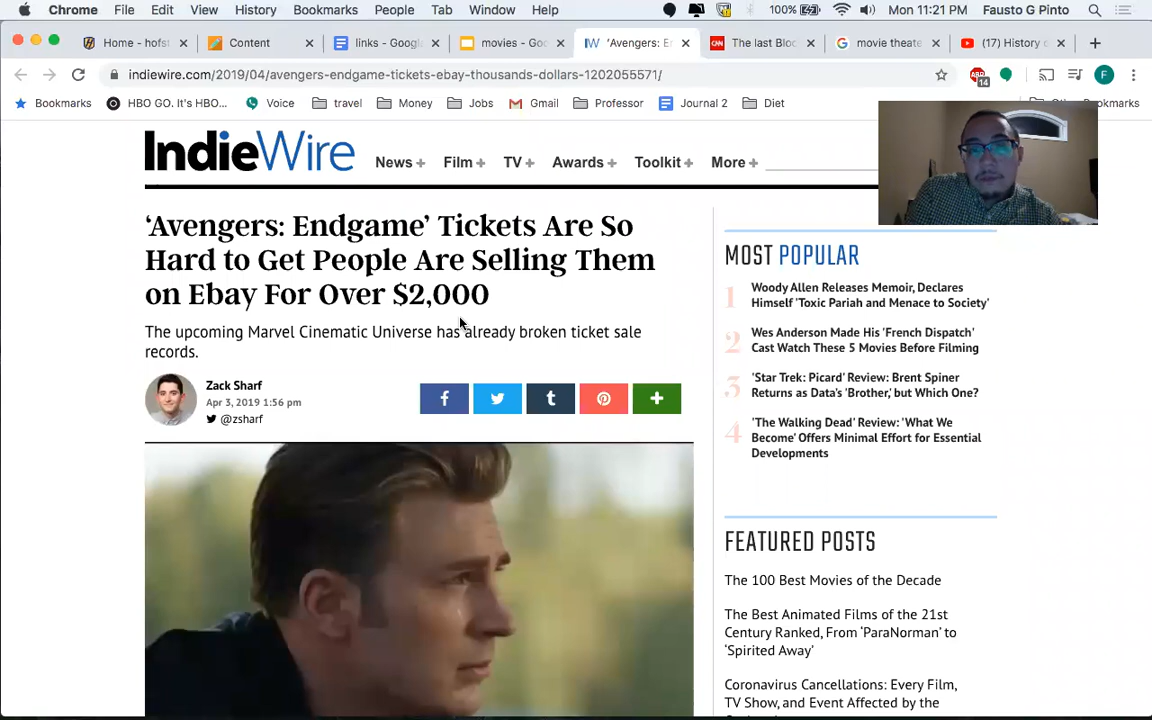 Chrome File Edit View History Bookmarks People Tab Window Help 100% Mon 11:21 PM Fausto G Pinto
Home - hofst Content links - Google movies - Goo 'Avengers: En The last Bloc movie theate (17) History o
indiewire.com/2019/04/avengers-endgame-tickets-ebay-thousands-dollars-1202055571/ 14 F
Bookmarks HBO GO. It's HBO... Voice travel Money Jobs Gmail Professor Journal 2 Diet Other Bookmarks
IndieWire News + Film + TV + Awards + Toolkit + More +
'Avengers: Endgame' Tickets Are So
Hard to Get People Are Selling Them
on Ebay For Over $2,000
The upcoming Marvel Cinematic Universe has already broken ticket sale
records.
Zack Sharf
Apr 3, 2019 1:56 pm
@zsharf
MOST POPULAR
1 Woody Allen Releases Memoir, Declares
Himself 'Toxic Pariah and Menace to Society'
2 Wes Anderson Made His 'French Dispatch'
Cast Watch These 5 Movies Before Filming
3 'Star Trek: Picard' Review: Brent Spiner
Returns as Data's 'Brother,' but Which One?
4 'The Walking Dead' Review: 'What We
Become' Offers Minimal Effort for Essential
Developments
FEATURED POSTS
The 100 Best Movies of the Decade
The Best Animated Films of the 21st
Century Ranked, From 'ParaNorman' to
'Spirited Away'
Coronavirus Cancellations: Every Film,
TV Show, and Event Affected by the